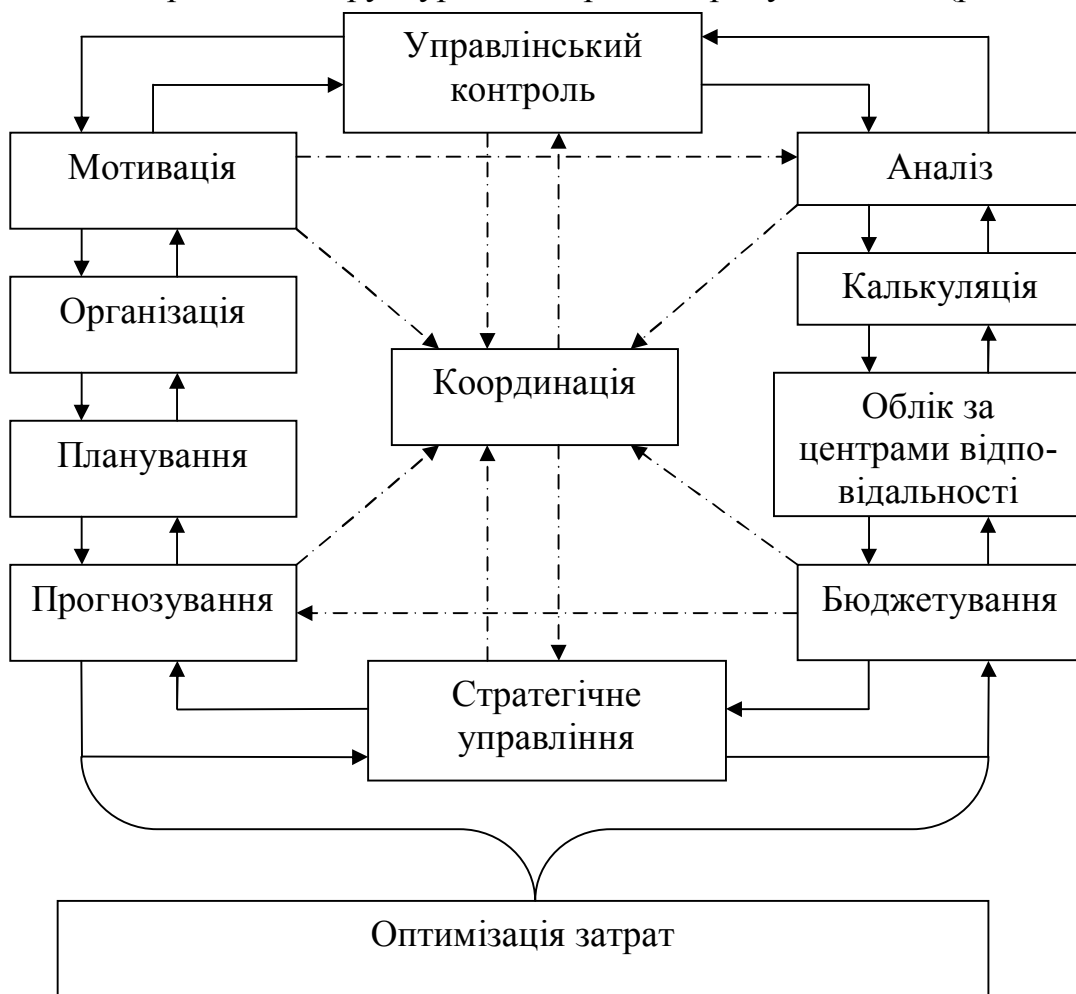 Управлінський
контроль
Мотивація
Аналіз
Організація
Калькуляція
Координація
Планування
Облік за
центрами відпо-
відальності
Прогнозування
Бюджетування
Стратегічне
управління
Оптимізація затрат